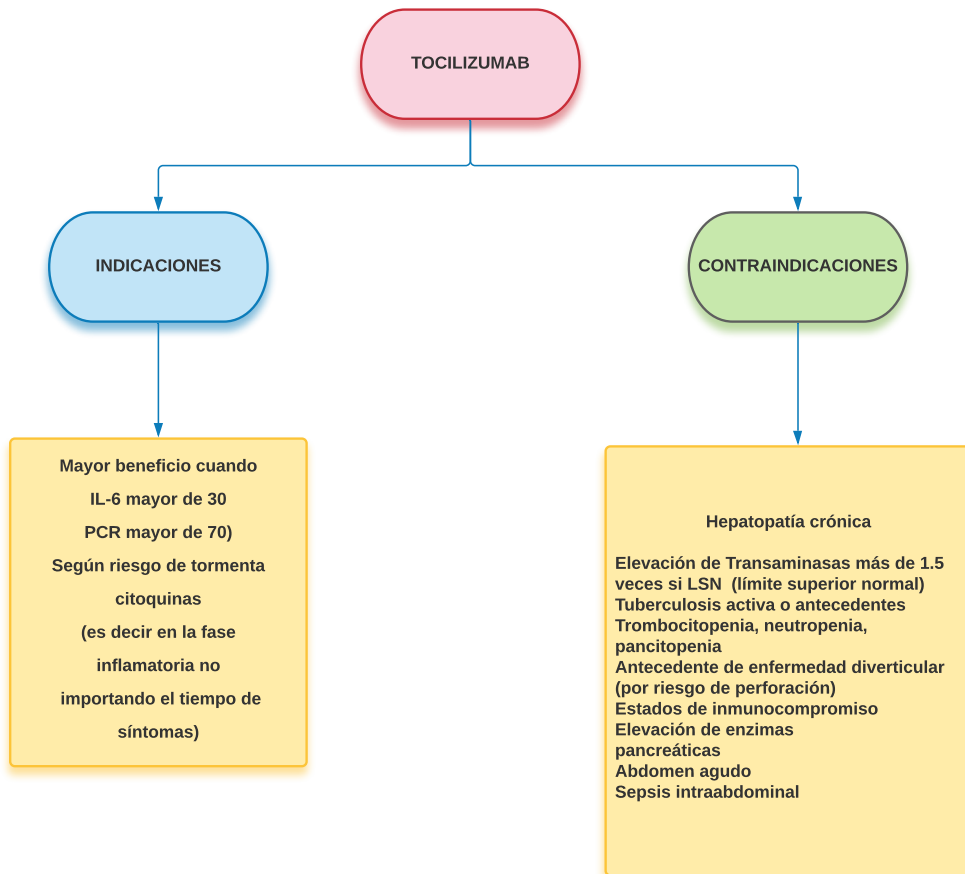 TOCILIZUMAB
INDICACIONES
CONTRAINDICACIONES
Mayor beneficio cuando
IL-6 mayor de 30
PCR mayor de 70)
Según riesgo de tormenta
citoquinas
(es decir en la fase
inflamatoria no
importando el tiempo de
síntomas)
Hepatopatía crónica
Elevación de Transaminasas más de 1.5
veces si LSN (límite superior normal)
Tuberculosis activa o antecedentes
Trombocitopenia, neutropenia,
pancitopenia
Antecedente de enfermedad diverticular
(por riesgo de perforación)
Estados de inmunocompromiso
Elevación de enzimas
pancreáticas
Abdomen agudo
Sepsis intraabdominal